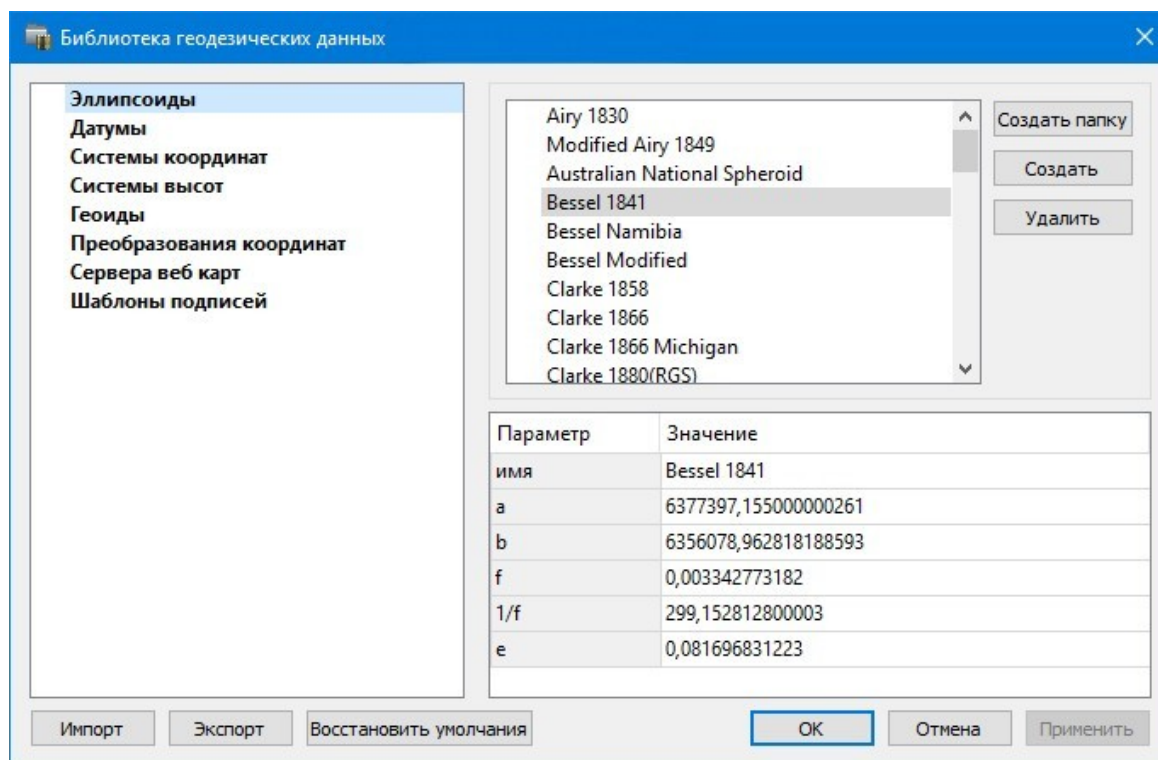 Библиотека геодезических данных
Эллипсоиды
Датумы
Системы координат
Системы высот
Геоиды
Преобразования координат
Сервера веб карт
Шаблоны подписей
Airy 1830
Modified Airy 1849
Australian National Spheroid
Bessel 1841
Bessel Namibia
Bessel Modified
Clarke 1858
Clarke 1866
Clarke 1866 Michigan
Clarke 1880(RGS)
Создать папку
Создать
Удалить
Параметр Значение
имя Bessel 1841
a 6377397,155000000261
b 6356078,962818188593
f 0,003342773182
1/f 299,152812800003
e 0,081696831223
Импорт Экспорт Восстановить умолчания OK Отмена Применить